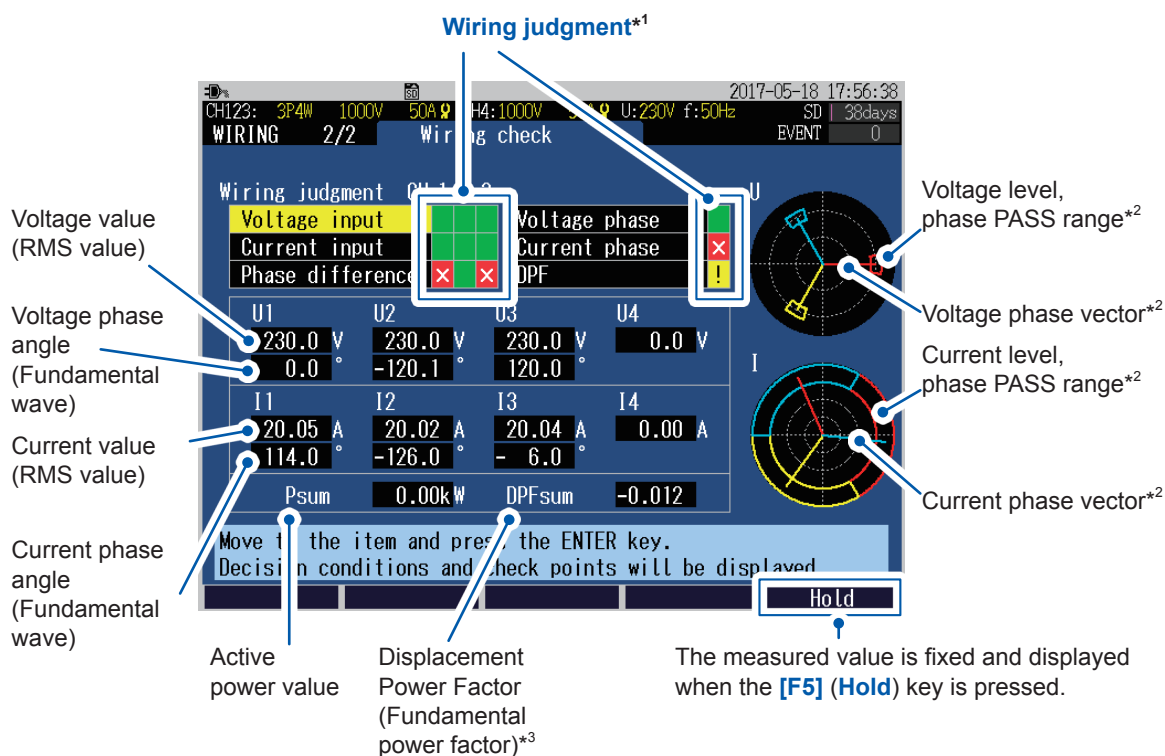 Wiring judgment*1
SD
2017-05-18 17:56:38
CH123: 3P4W 1000V 50A H4:1000V U:230V f:50Hz SD 38days
WIRING 2/2 Wiring check EVENT 0
Wiring judgment
Voltage input Voltage phase
Current input Current phase
Phase difference DPF
U
U1 U2 U3 U4
230.0 V 230.0 V 230.0 V 0.0 V
0.0 ° -120.1 ° 120.0 °
I
I1 I2 I3 I4
20.05 A 20.02 A 20.04 A 0.00 A
114.0 ° -126.0 ° - 6.0 °
Psum 0.00kW DPFsum -0.012
Move to the item and press the ENTER key.
Decision conditions and check points will be displayed
Hold
Voltage value
(RMS value)
Voltage phase
angle
(Fundamental
wave)
Current value
(RMS value)
Current phase
angle
(Fundamental
wave)
Voltage level,
phase PASS range*2
Voltage phase vector*2
Current level,
phase PASS range*2
Current phase vector*2
Active
power value
Displacement
Power Factor
(Fundamental
power factor)*3
The measured value is fixed and displayed
when the [F5] (Hold) key is pressed.